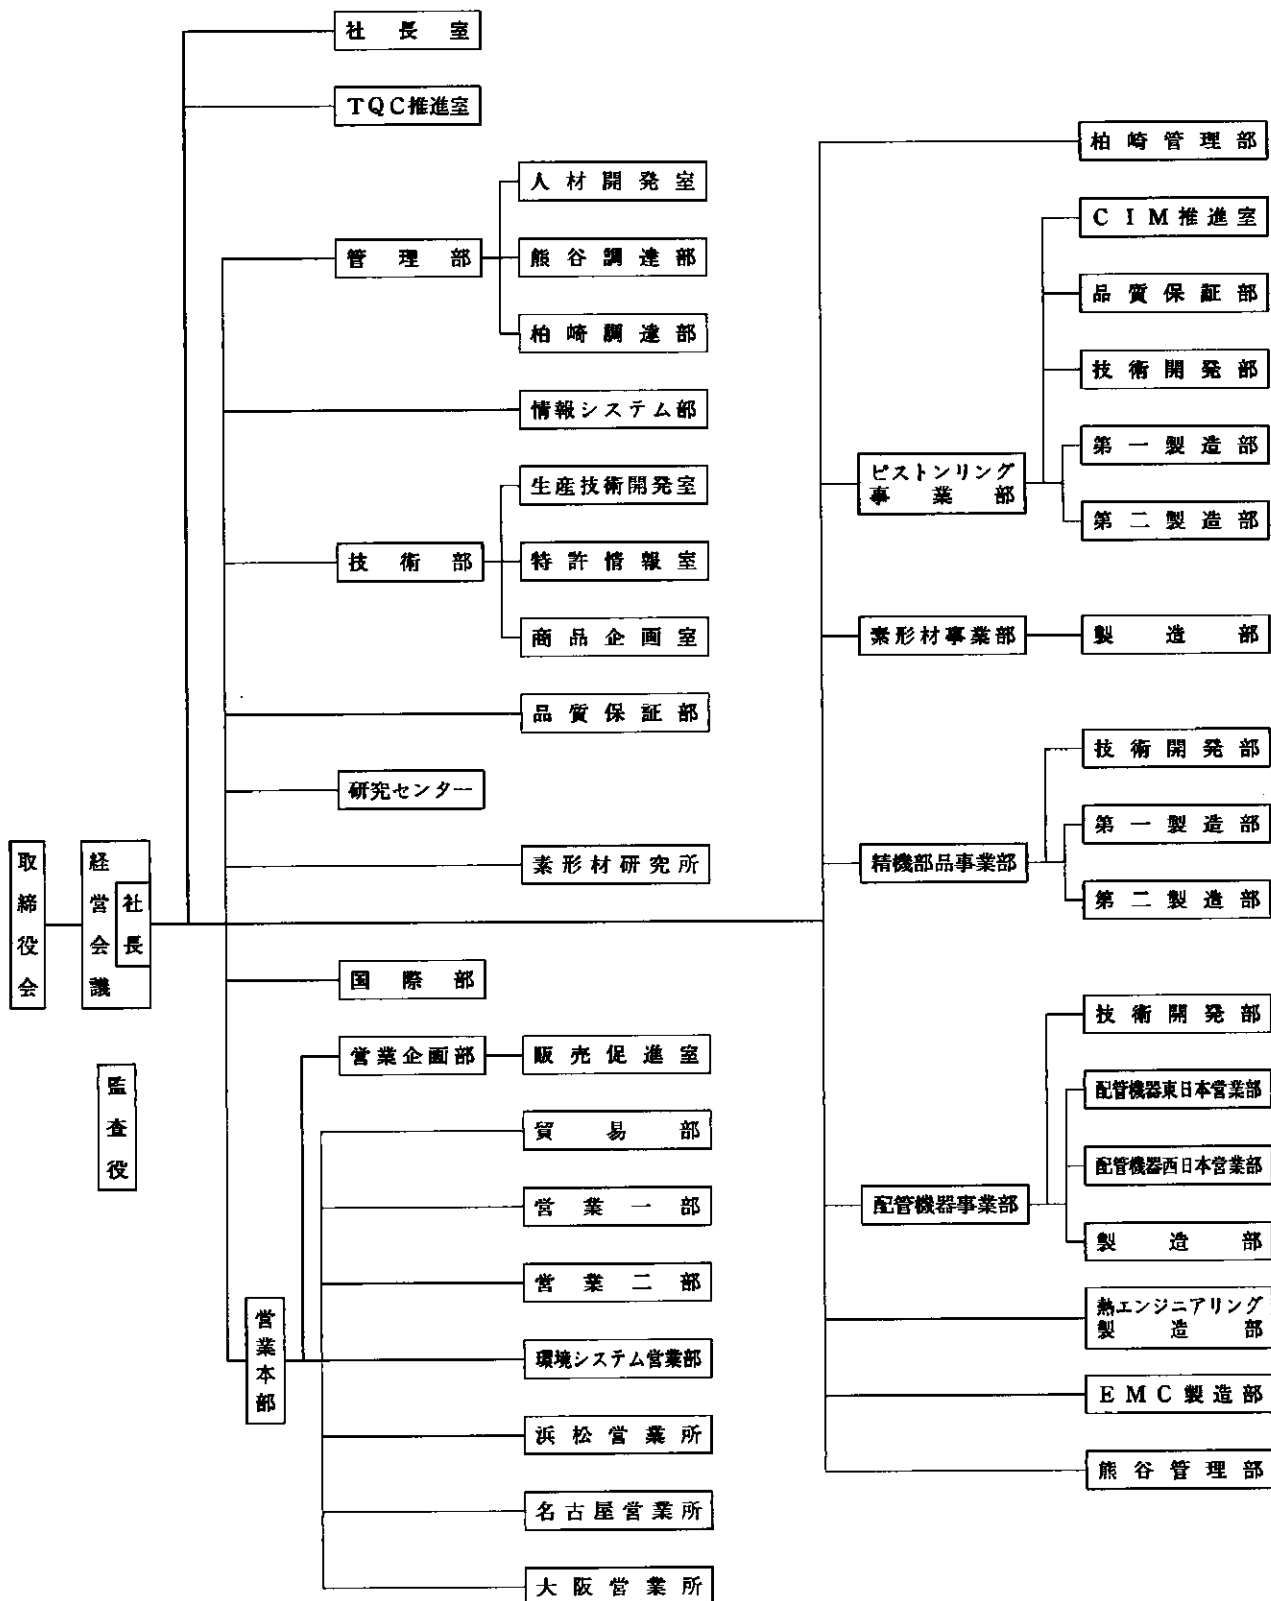 取締役会
経営会議
社長
監査役
社長室
TQC推進室
管理部
人材開発室
熊谷調達部
柏崎調達部
情報システム部
技術部
生産技術開発室
特許情報室
商品企画室
品質保証部
研究センター
素形材研究所
国際部
営業本部
営業企画部
販売促進室
貿易部
営業一部
営業二部
環境システム営業部
浜松営業所
名古屋営業所
大阪営業所
柏崎管理部
ピストンリング
事業部
CIM推進室
品質保証部
技術開発部
第一製造部
第二製造部
素形材事業部
製造部
精機部品事業部
技術開発部
第一製造部
第二製造部
配管機器事業部
技術開発部
配管機器東日本営業部
配管機器西日本営業部
製造部
熱エンジニアリング
製造部
EMC製造部
熊谷管理部